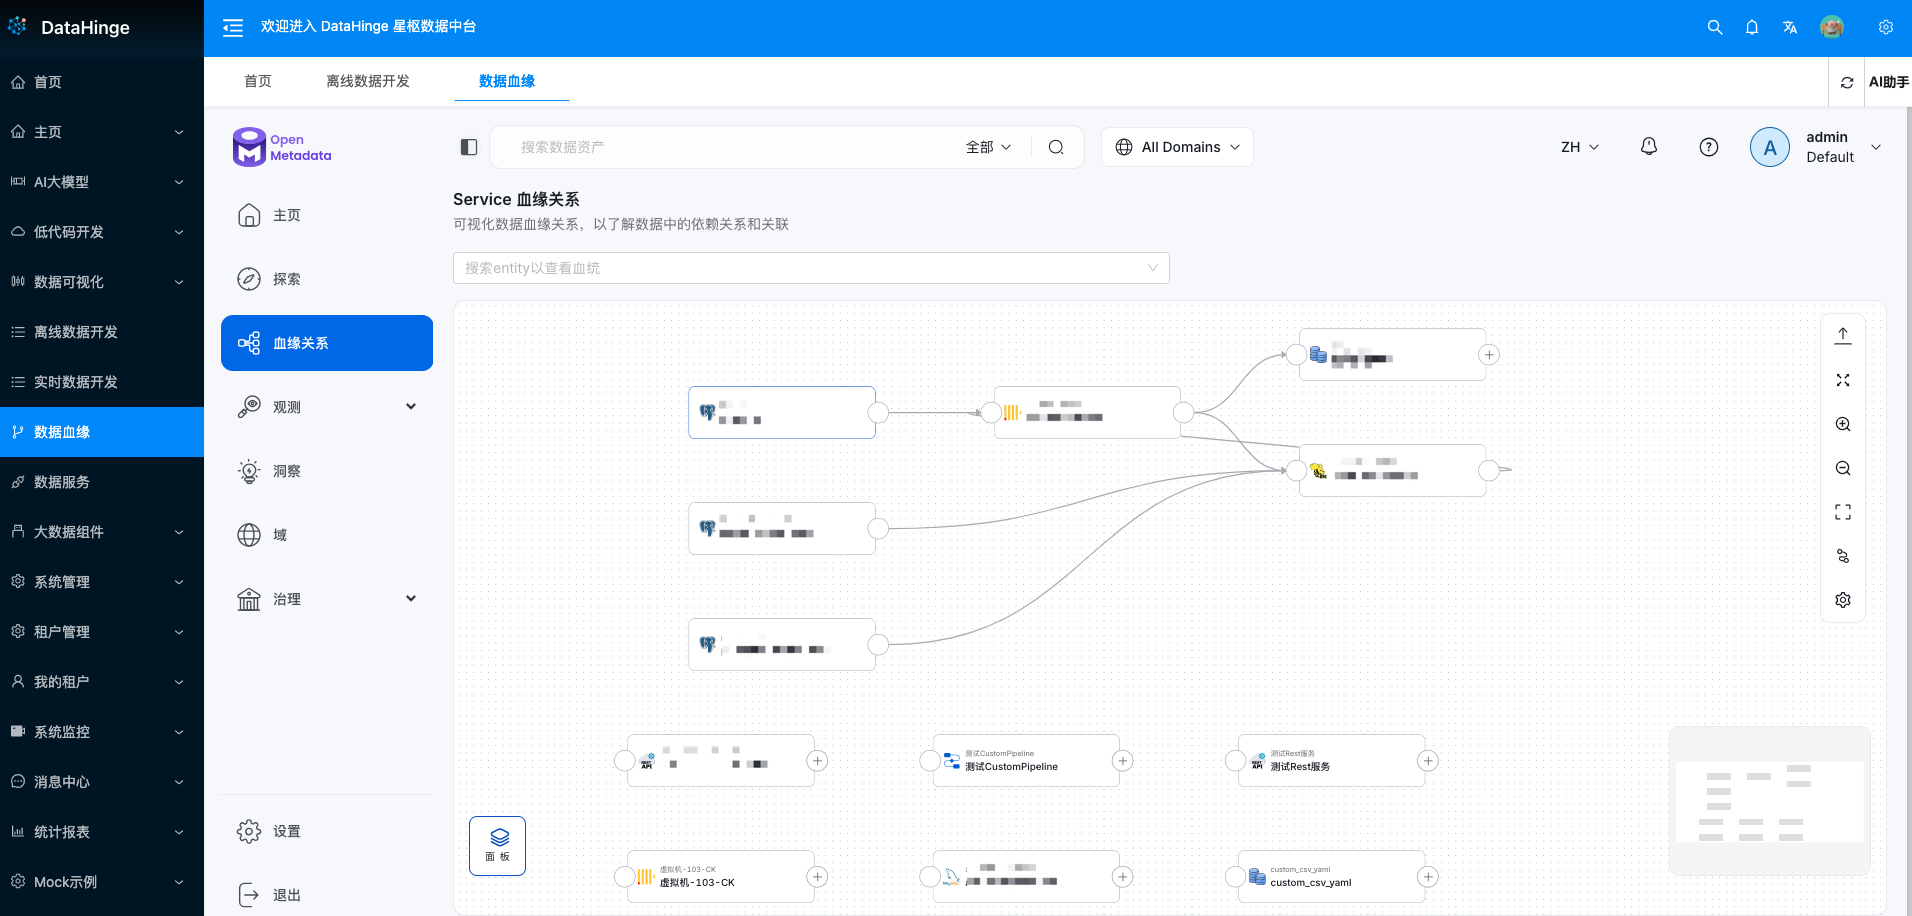 DataHinge
欢迎进入 DataHinge 星枢数据中台
首页
离线数据开发
数据血缘
AI助手
首页
主页
AI大模型
低代码开发
数据可视化
离线数据开发
实时数据开发
数据血缘
数据服务
大数据组件
系统管理
租户管理
我的租户
系统监控
消息中心
统计报表
Mock示例
Open
Metadata
搜索数据资产
全部
All Domains
ZH
A
admin
Default
主页
探索
血缘关系
观测
洞察
域
治理
设置
退出
Service 血缘关系
可视化数据血缘关系，以了解数据中的依赖关系和关联
搜索entity以查看血统
REST
API
测试CustomPipeline
测试CustomPipeline
REST
API
测试Rest服务
测试Rest服务
面 板
虚拟机-103-CK
虚拟机-103-CK
MySQL
custom_csv_yaml
custom_csv_yaml